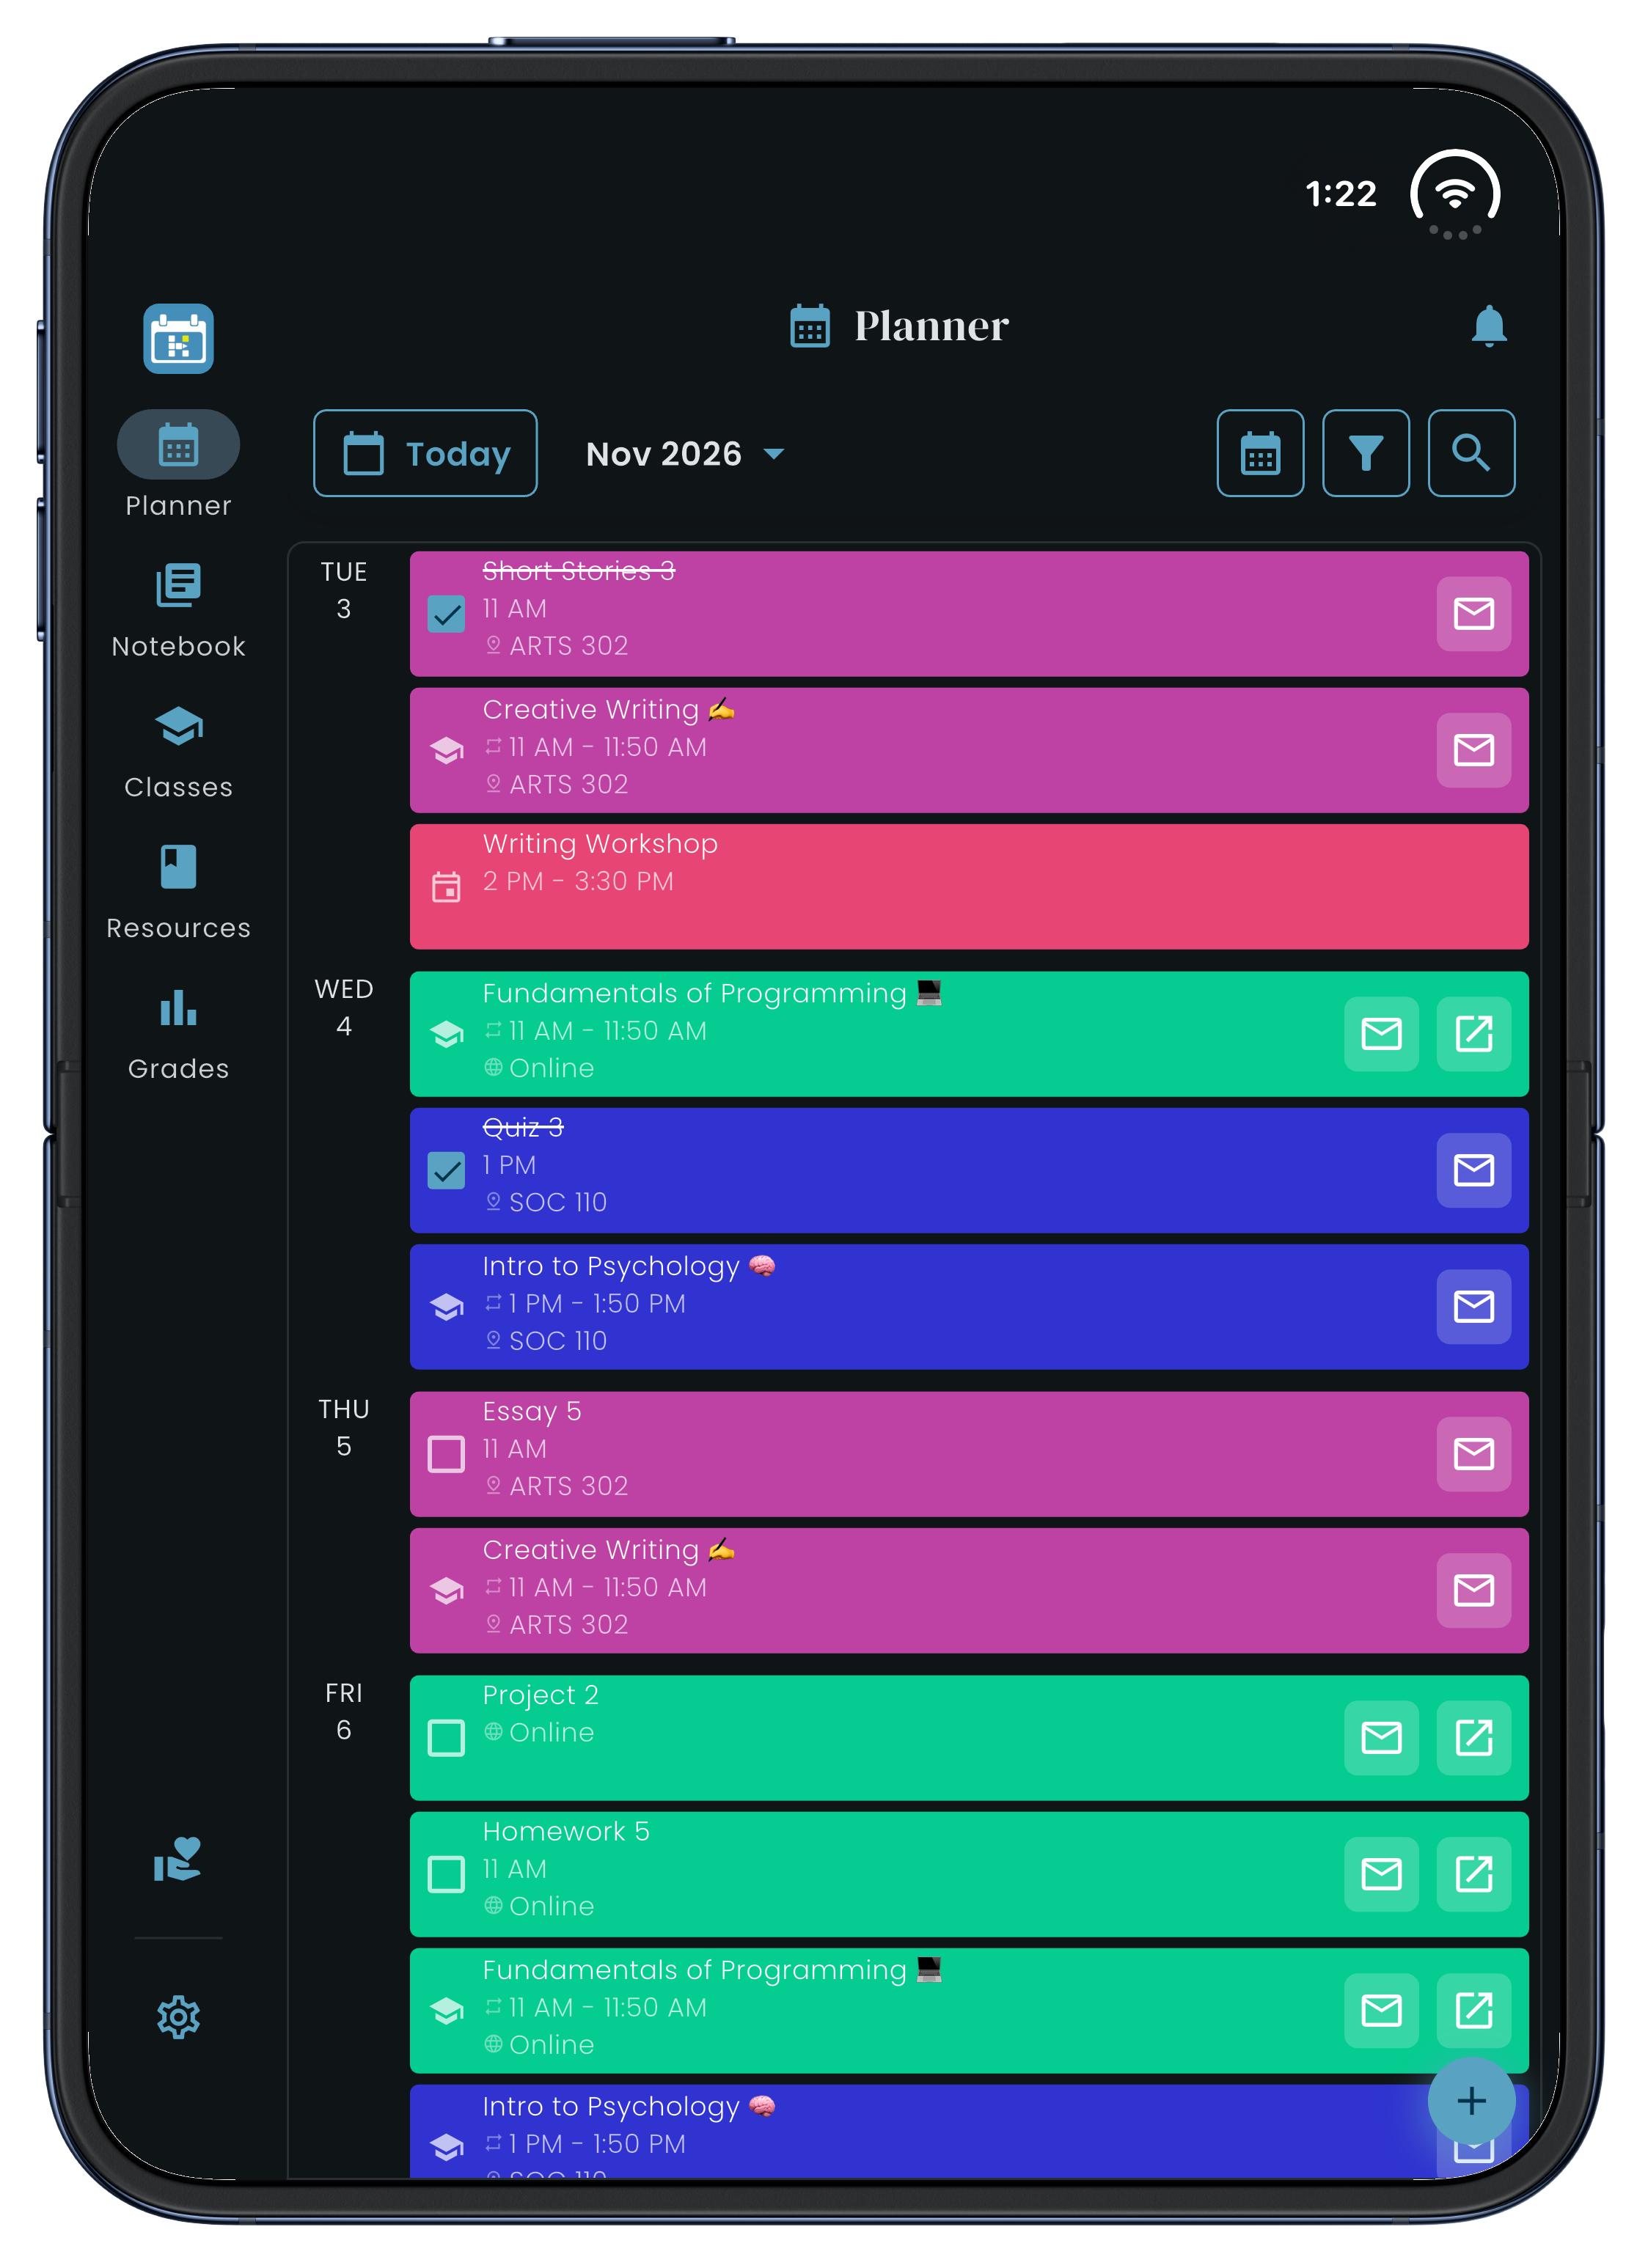 1:22
Planner
Today
Nov 2026
Planner
Notebook
Classes
Resources
Grades
TUE
3
Short Stories 3
11 AM
ARTS 302
Creative Writing ✍️
11 AM - 11:50 AM
ARTS 302
Writing Workshop
2 PM - 3:30 PM
WED
4
Fundamentals of Programming 💻
11 AM - 11:50 AM
Online
Quiz 3
1 PM
SOC 110
Intro to Psychology 🧠
1 PM - 1:50 PM
SOC 110
THU
5
Essay 5
11 AM
ARTS 302
Creative Writing ✍️
11 AM - 11:50 AM
ARTS 302
FRI
6
Project 2
Online
Homework 5
11 AM
Online
Fundamentals of Programming 💻
11 AM - 11:50 AM
Online
Intro to Psychology 🧠
1 PM - 1:50 PM
SOC 110